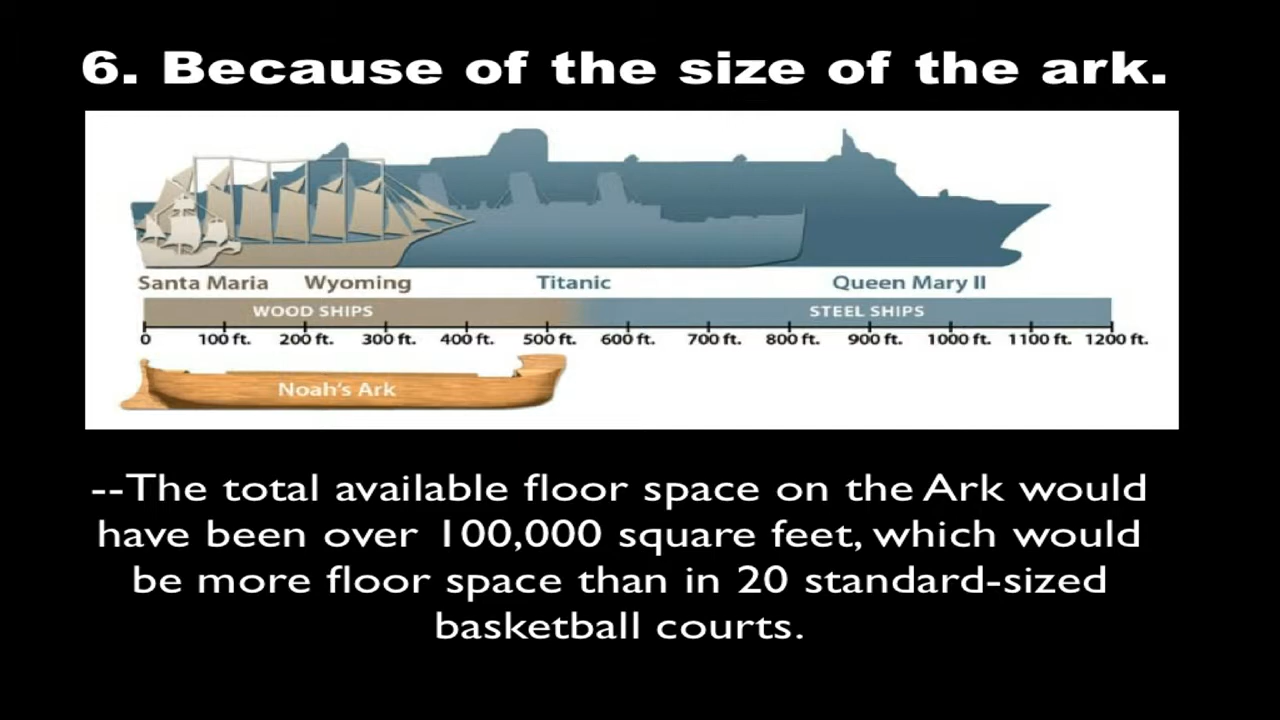 6. Because of the size of the ark.
Santa Maria Wyoming Titanic Queen Mary II
WOOD SHIPS STEEL SHIPS
0 100 ft. 200 ft. 300 ft. 400 ft. 500 ft. 600 ft. 700 ft. 800 ft. 900 ft. 1000 ft. 1100 ft. 1200 ft.
Noah's Ark
--The total available floor space on the Ark would
have been over 100,000 square feet, which would
be more floor space than in 20 standard-sized
basketball courts.